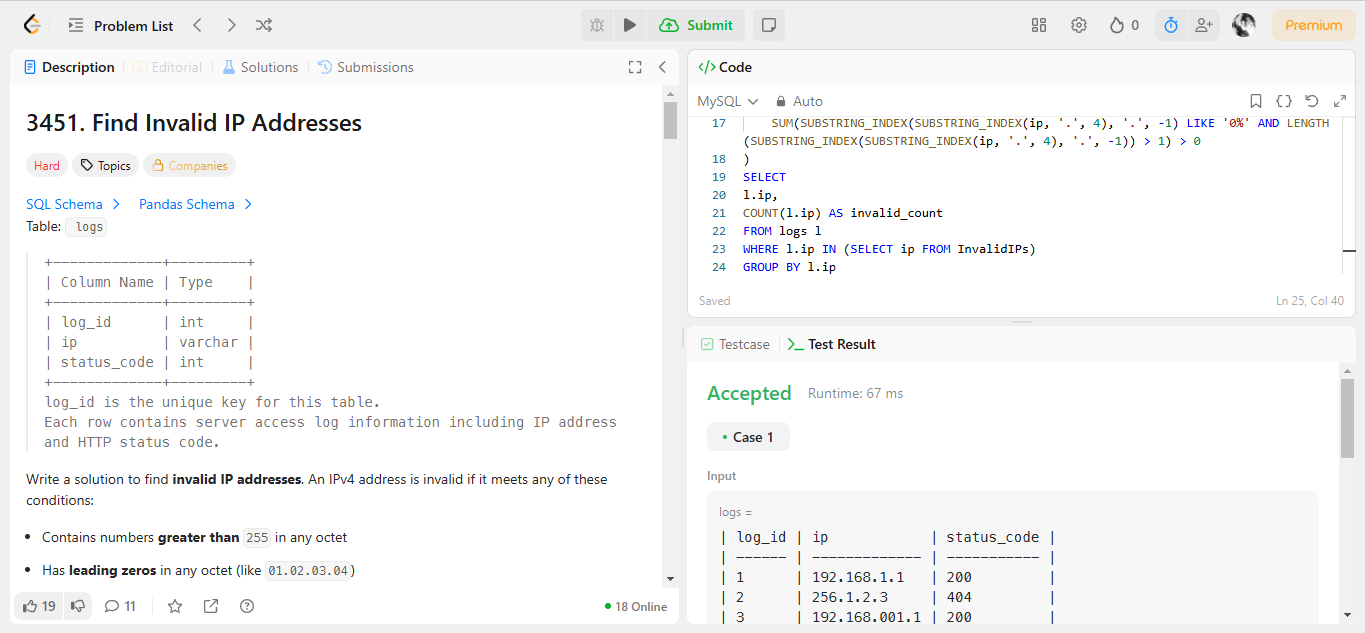 Problem List
Submit
0
Premium
Description
Editorial
Solutions
Submissions
3451. Find Invalid IP Addresses
Hard
Topics
Companies
SQL Schema
Pandas Schema
Table: logs
+-------------+---------+
| Column Name | Type    |
+-------------+---------+
| log_id      | int     |
| ip          | varchar |
| status_code | int     |
+-------------+---------+
log_id is the unique key for this table.
Each row contains server access log information including IP address
and HTTP status code.
Write a solution to find invalid IP addresses. An IPv4 address is invalid if it meets any of these
conditions:
• Contains numbers greater than 255 in any octet
• Has leading zeros in any octet (like 01.02.03.04)
19
11
18 Online
</> Code
MySQL
Auto
17 SUM(SUBSTRING_INDEX(SUBSTRING_INDEX(ip, '.', 4), '.', -1) LIKE '0%' AND LENGTH
(SUBSTRING_INDEX(SUBSTRING_INDEX(ip, '.', 4), '.', -1)) > 1) > 0
18 )
19 SELECT
20 l.ip,
21 COUNT(l.ip) AS invalid_count
22 FROM logs l
23 WHERE l.ip IN (SELECT ip FROM InvalidIPs)
24 GROUP BY l.ip
Saved
Ln 25, Col 40
Testcase
>_ Test Result
Accepted
Runtime: 67 ms
• Case 1
Input
logs =
| log_id | ip            | status_code |
| ------ | ------------- | ----------- |
| 1      | 192.168.1.1   | 200         |
| 2      | 256.1.2.3     | 404         |
| 3      | 192.168.001.1 | 200         |